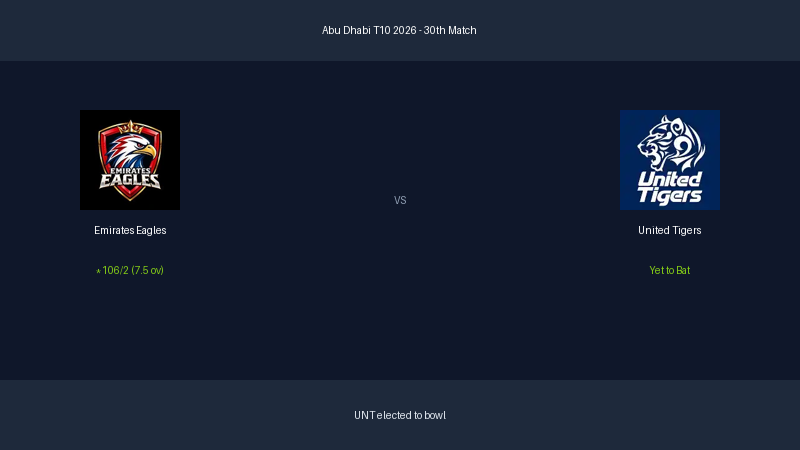 Abu Dhabi T10 2026 - 30th Match
EMIRATES
EAGLES
United
Tigers
VS
Emirates Eagles
United Tigers
* 106/2 (7.5 ov)
Yet to Bat
UNT elected to bowl